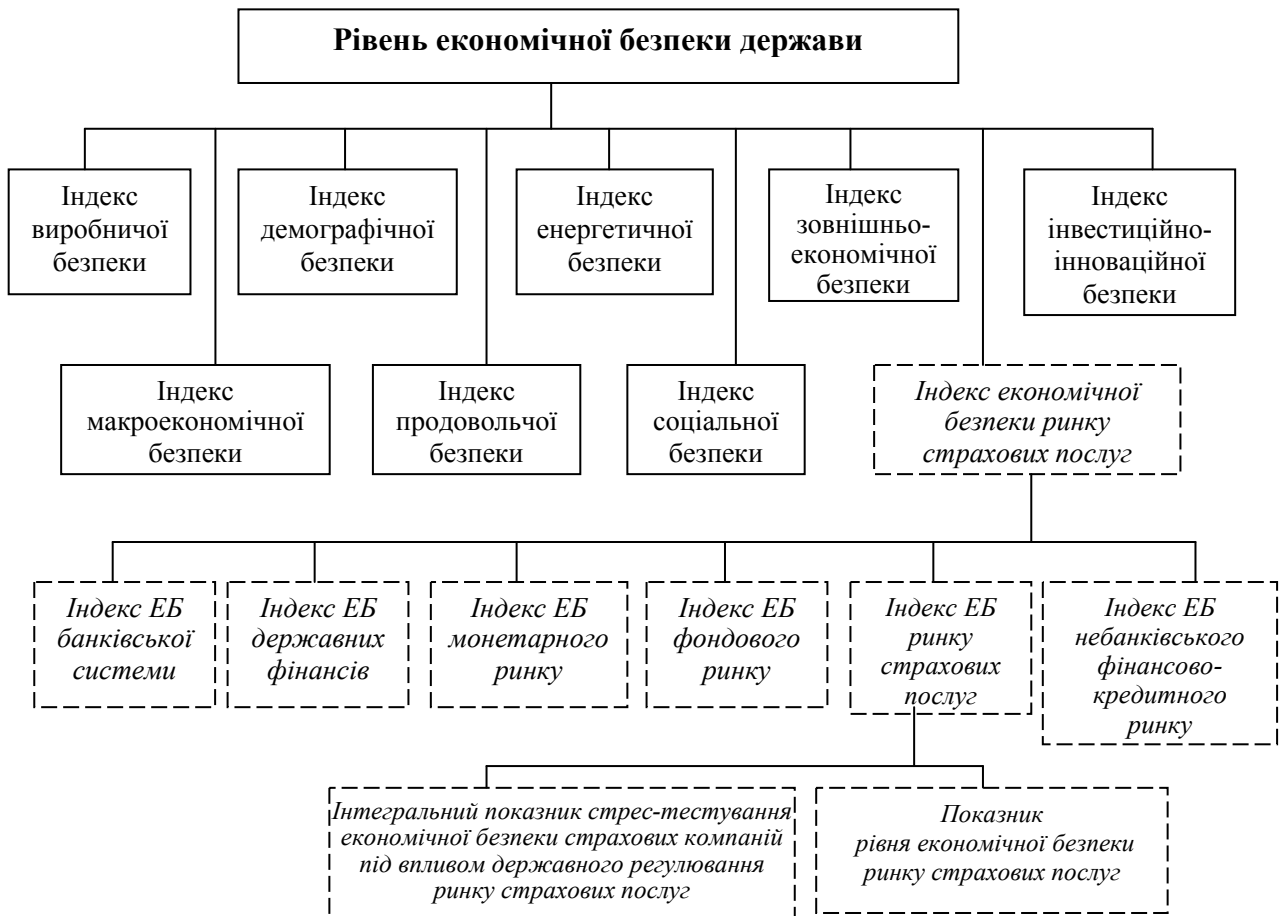 Рівень економічної безпеки держави
Індекс
виробничої
безпеки
Індекс
демографічної
безпеки
Індекс
енергетичної
безпеки
Індекс
зовнішньо-
економічної
безпеки
Індекс
інвестиційно-
інноваційної
безпеки
Індекс
макроекономічної
безпеки
Індекс
продовольчої
безпеки
Індекс
соціальної
безпеки
Індекс економічної
безпеки ринку
страхових послуг
Індекс ЕБ
банківської
системи
Індекс ЕБ
державних
фінансів
Індекс ЕБ
монетарного
ринку
Індекс ЕБ
фондового
ринку
Індекс ЕБ
ринку
страхових
послуг
Індекс ЕБ
небанківського
фінансово-
кредитного
ринку
Інтегральний показник стрес-тестування
економічної безпеки страхових компаній
під впливом державного регулювання
ринку страхових послуг
Показник
рівня економічної безпеки
ринку страхових послуг